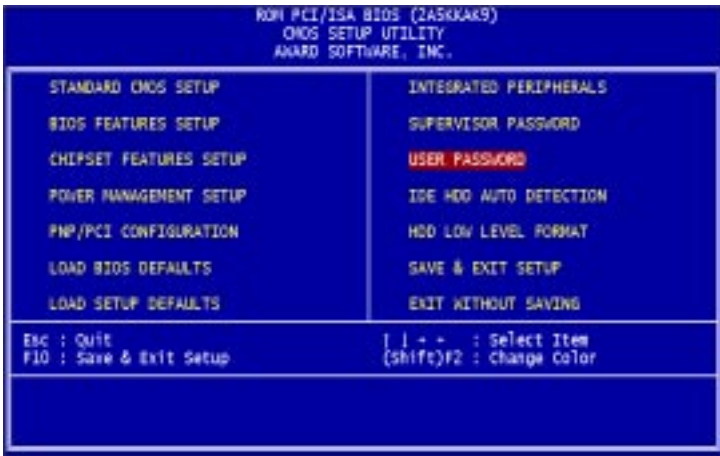 ROM PCI/ISA BIOS (2A5KKAK9)
CMOS SETUP UTILITY
AWARD SOFTWARE, INC.
STANDARD CMOS SETUP
BIOS FEATURES SETUP
CHIPSET FEATURES SETUP
POWER MANAGEMENT SETUP
PNP/PCI CONFIGURATION
LOAD BIOS DEFAULTS
LOAD SETUP DEFAULTS
INTEGRATED PERIPHERALS
SUPERVISOR PASSWORD
USER PASSWORD
IDE HDD AUTO DETECTION
HDD LOW LEVEL FORMAT
SAVE & EXIT SETUP
EXIT WITHOUT SAVING
Esc : Quit
F10 : Save & Exit Setup
↑ ↓ → ← : Select Item
(Shift)F2 : Change Color